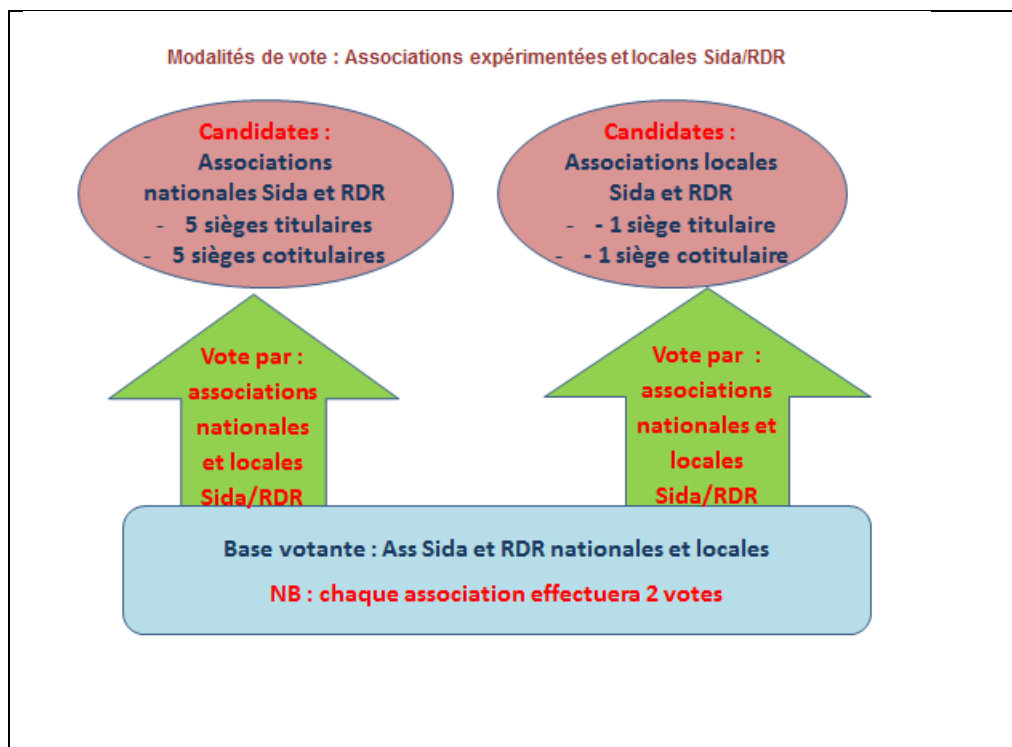 Modalités de vote : Associations expérimentées et locales Sida/RDR
Candidates :
Associations
nationales Sida et RDR
- 5 sièges titulaires
- 5 sièges cotitulaires
Candidates :
Associations locales
Sida et RDR
- - 1 siège titulaire
- - 1 siège cotitulaire
Vote par :
associations
nationales
et locales
Sida/RDR
Vote par :
associations
nationales et
locales
Sida/RDR
Base votante : Ass Sida et RDR nationales et locales
NB : chaque association effectuera 2 votes